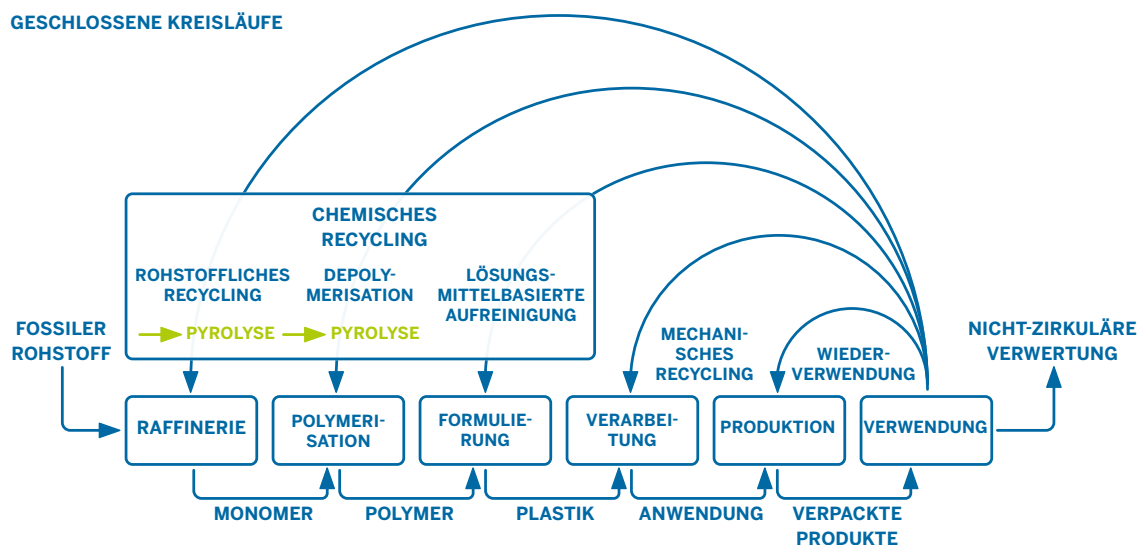 GESCHLOSSENE KREISLÄUFE
CHEMISCHES
RECYCLING
ROHSTOFFLICHES
RECYCLING
PYROLYSE
DEPOLY-
MERISATION
PYROLYSE
LÖSUNGS-
MITTELBASIERTE
AUFREINIGUNG
MECHANI-
SCHES
RECYCLING
WIEDER-
VERWENDUNG
FOSSILER
ROHSTOFF
NICHT-ZIRKULÄRE
VERWERTUNG
RAFFINERIE
POLYMERI-
SATION
FORMULIE-
RUNG
VERARBEI-
TUNG
PRODUKTION
VERWENDUNG
MONOMER
POLYMER
PLASTIK
ANWENDUNG
VERPACKTE
PRODUKTE